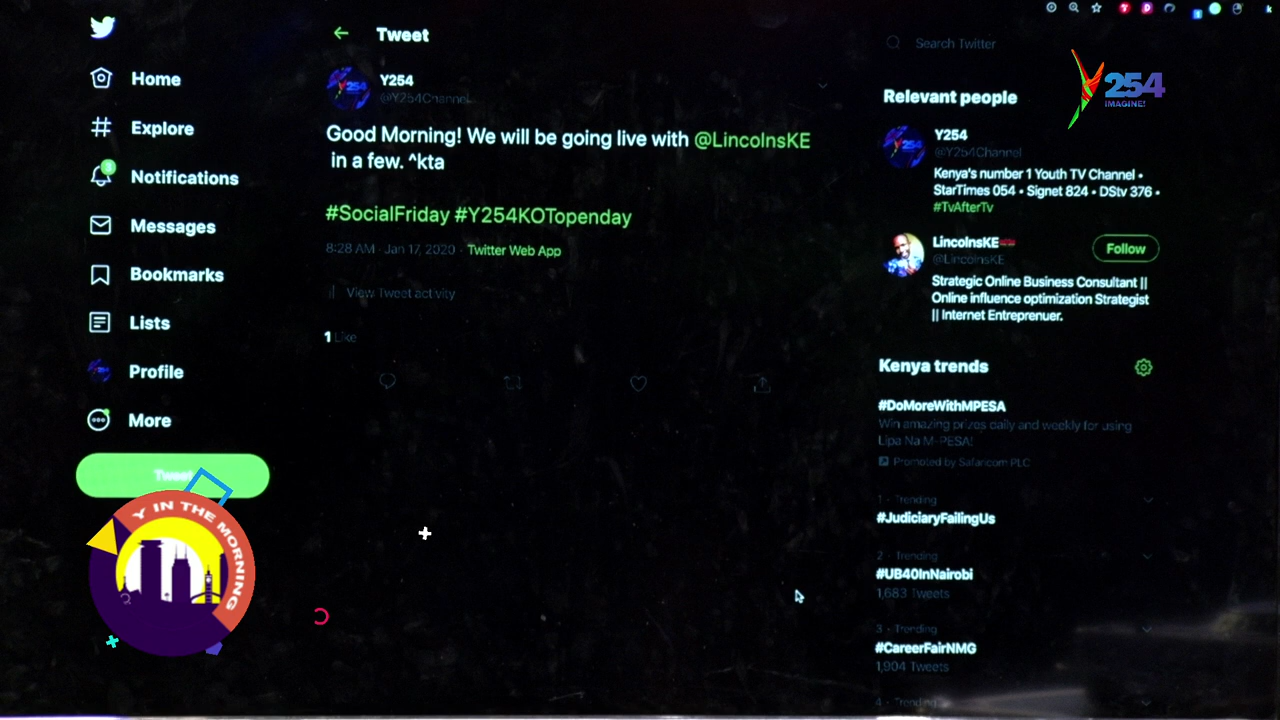 Home
Explore
3
Notifications
Messages
Bookmarks
Lists
Profile
More
Tweet
Y IN THE MORNING
Tweet
Y254
@Y254Channel
Good Morning! We will be going live with @LincolnsKE
in a few. ^kta
#SocialFriday #Y254KOTopenday
8:28 AM · Jan 17, 2020 · Twitter Web App
View Tweet activity
1 Like
Search Twitter
Y254
IMAGINE!
Relevant people
Y254
@Y254Channel
Kenya's number 1 Youth TV Channel •
StarTimes 054 • Signet 824 • DStv 376 •
#TvAfterTv
LincolnsKE
@LincolnsKE
Follow
Strategic Online Business Consultant ||
Online influence optimization Strategist
|| Internet Entreprenuer.
Kenya trends
#DoMoreWithMPESA
Win amazing prizes daily and weekly for using
Lipa Na M-PESA!
Promoted by Safaricom PLC
1 · Trending
#JudiciaryFailingUs
2 · Trending
#UB40InNairobi
1,683 Tweets
3 · Trending
#CareerFairNMG
1,904 Tweets
4 · Trending